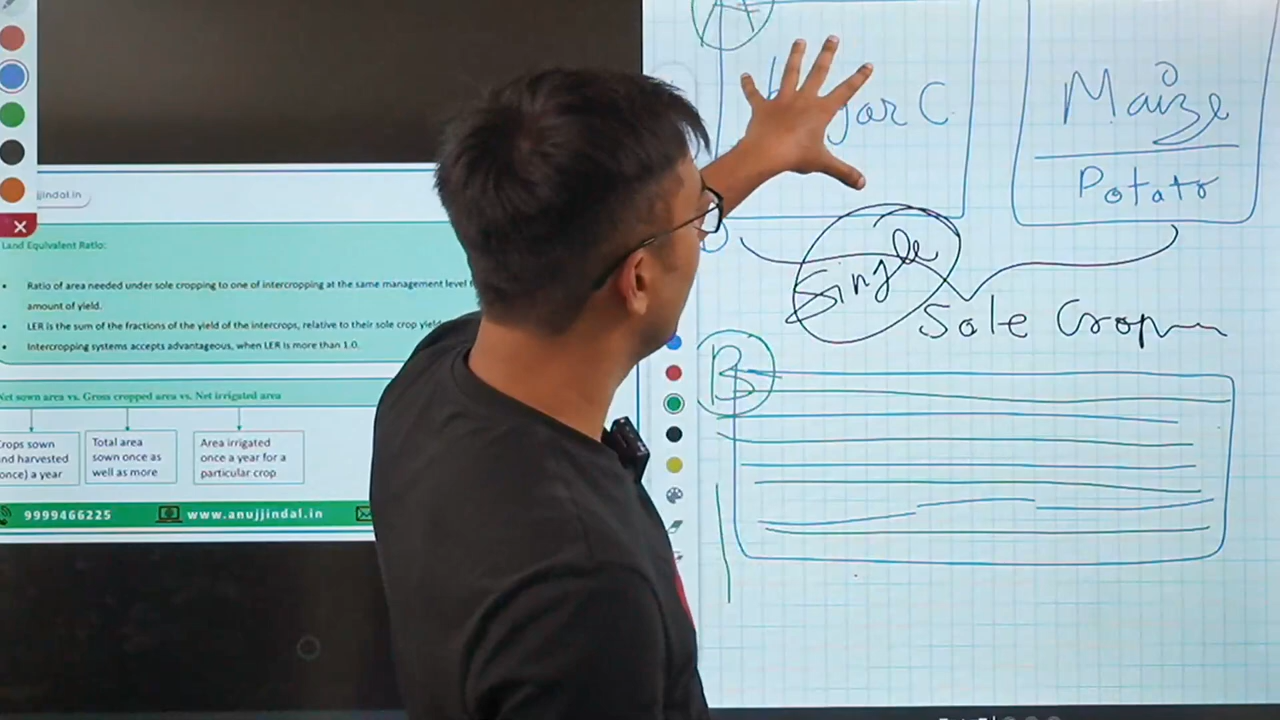 jjindal.in
Land Equivalent Ratio:
Ratio of area needed under sole cropping to one of intercropping at the same management level
amount of yield.
LER is the sum of the fractions of the yield of the intercrops, relative to their sole crop
Intercropping systems accepts advantageous, when LER is more than 1.0.
Net sown area vs. Gross cropped area vs. Net irrigated area
Crops sown
and harvested
(once) a year
Total area
sown once as
well as more
Area irrigated
once a year for a
particular crop
9999466225
www.anujjindal.in
A
gar C
Maize
Potato
Single
Sole Crop
B